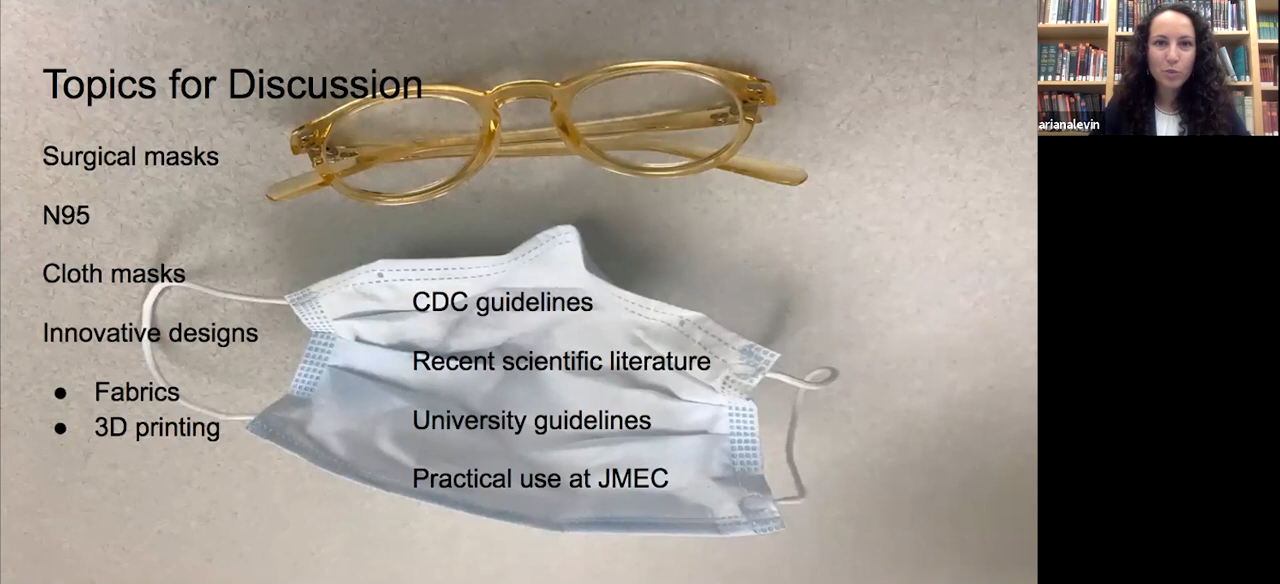 Topics for Discussion
Surgical masks
N95
Cloth masks
Innovative designs
● Fabrics
● 3D printing
CDC guidelines
Recent scientific literature
University guidelines
Practical use at JMEC
arianalevin